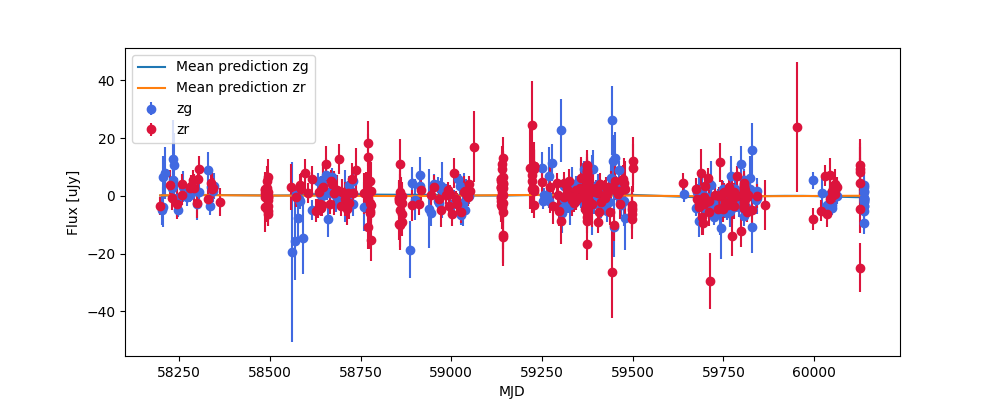 Mean prediction zg
Mean prediction zr
zg
zr
40
20
0
−20
−40
Flux [uJy]
58250
58500
58750
59000
59250
59500
59750
60000
MJD